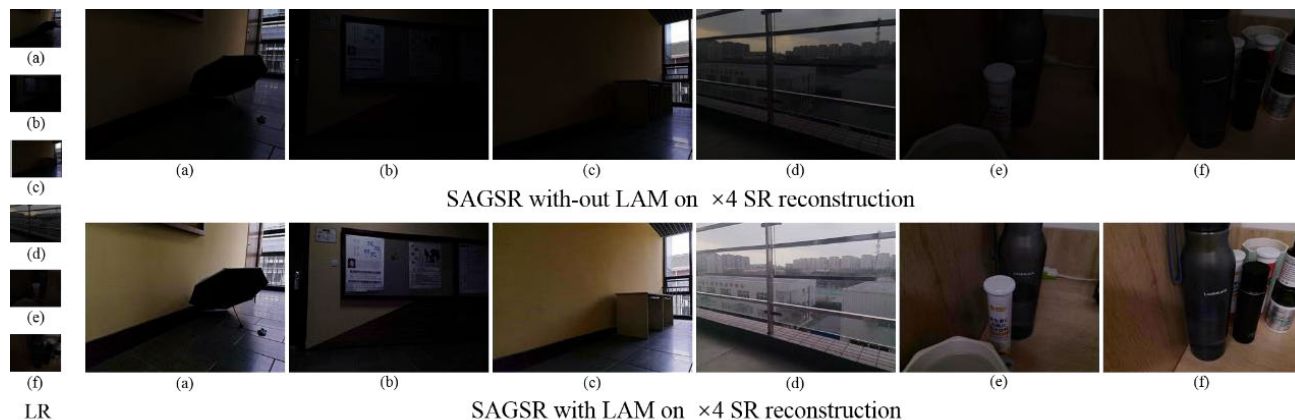 (a)
(b)
(c)
(d)
(e)
(f)
LR
(a) (b) (c) (d) (e) (f)
SAGSR with-out LAM on ×4 SR reconstruction
(a) (b) (c) (d) (e) (f)
SAGSR with LAM on ×4 SR reconstruction